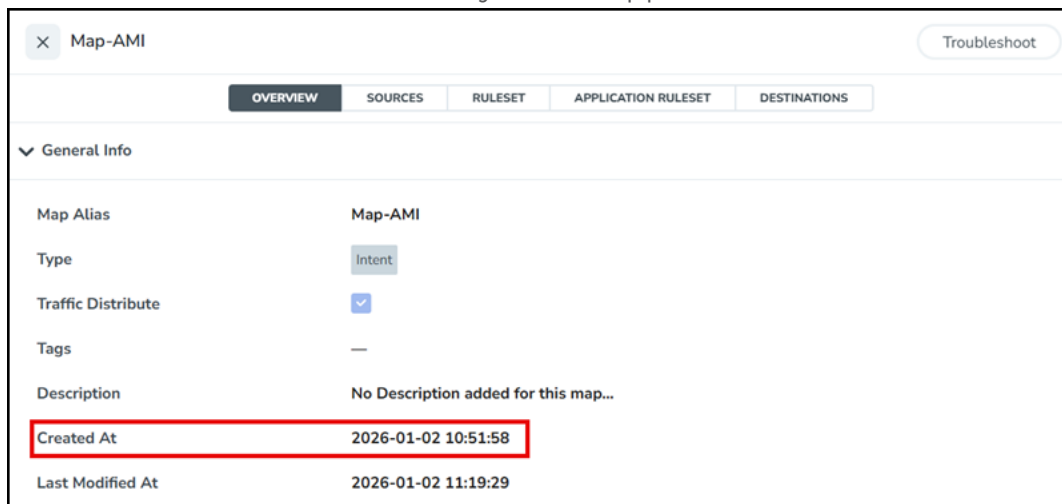 Map-AMI
Troubleshoot
OVERVIEW SOURCES RULESET APPLICATION RULESET DESTINATIONS
General Info
Map Alias Map-AMI
Type Intent
Traffic Distribute
Tags —
Description No Description added for this map...
Created At 2026-01-02 10:51:58
Last Modified At 2026-01-02 11:19:29